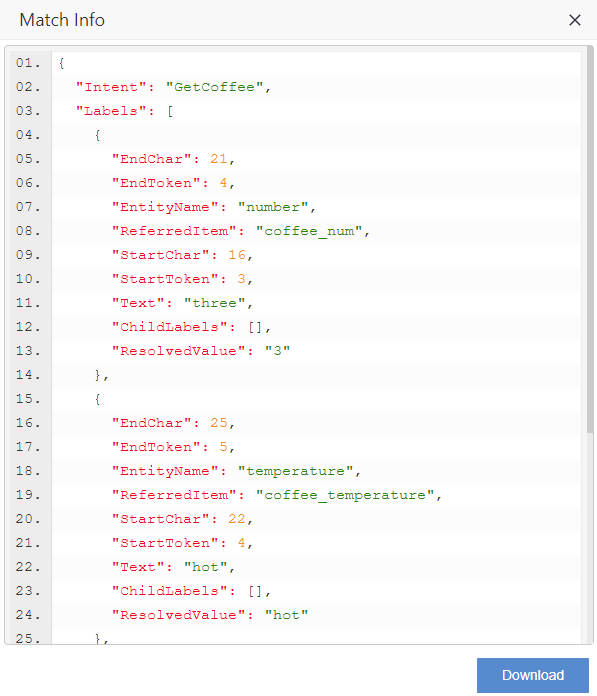 Match Info
01. {
02.   "Intent": "GetCoffee",
03.   "Labels": [
04.     {
05.       "EndChar": 21,
06.       "EndToken": 4,
07.       "EntityName": "number",
08.       "ReferredItem": "coffee_num",
09.       "StartChar": 16,
10.       "StartToken": 3,
11.       "Text": "three",
12.       "ChildLabels": [],
13.       "ResolvedValue": "3"
14.     },
15.     {
16.       "EndChar": 25,
17.       "EndToken": 5,
18.       "EntityName": "temperature",
19.       "ReferredItem": "coffee_temperature",
20.       "StartChar": 22,
21.       "StartToken": 4,
22.       "Text": "hot",
23.       "ChildLabels": [],
24.       "ResolvedValue": "hot"
25.     },
Download